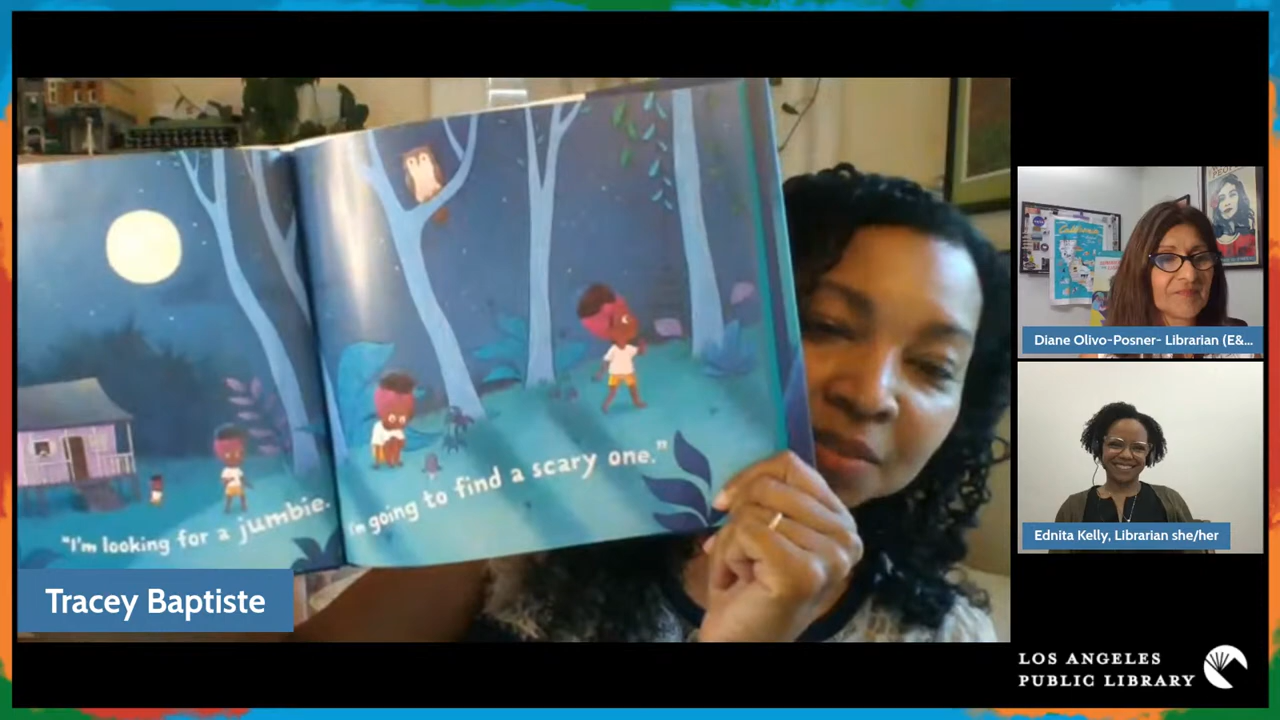 "I'm looking for a jumbie.
I'm going to find a scary one."
Tracey Baptiste
Diane Olivo-Posner- Librarian (E&...
Ednita Kelly, Librarian she/her
LOS ANGELES
PUBLIC LIBRARY